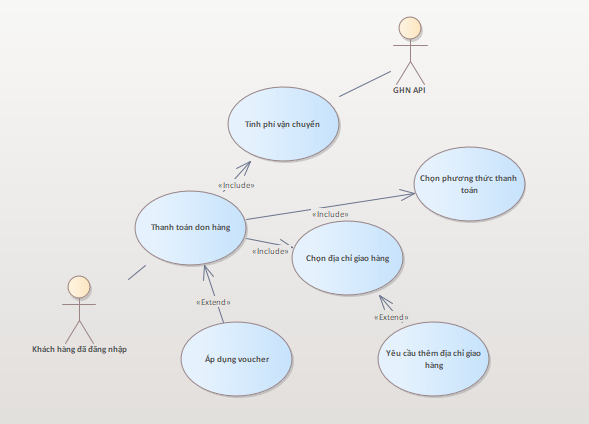 GHN API
Tính phí vận chuyển
«Include»
Chọn phương thức thanh
toán
«Include»
Thanh toán don hàng
«Include»
Chọn địa chỉ giao hàng
Khách hàng đã đăng nhập
«Extend»
«Extend»
Áp dụng voucher
Yêu cầu thêm địa chỉ giao
hàng